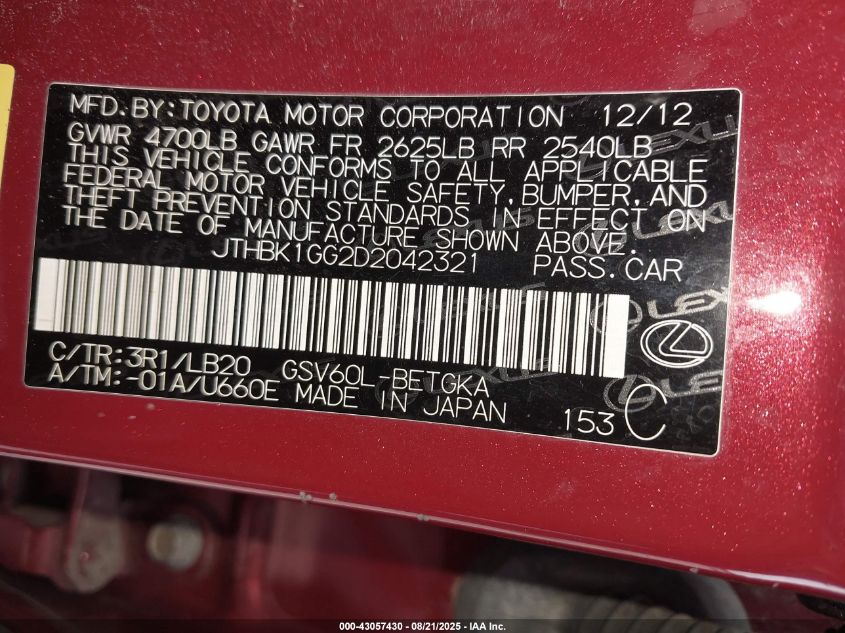 MFD.BY:TOYOTA MOTOR CORPORATION 12/12
GVWR 4700LB GAWR FR 2625LB RR 2540LB
THIS VEHICLE CONFORMS TO ALL APPLICABLE
FEDERAL MOTOR VEHICLE SAFETY,BUMPER,AND
THEFT PREVENTION STANDARDS IN EFFECT ON
THE DATE OF MANUFACTURE SHOWN ABOVE.
JTHBK1GG2D2042321 PASS.CAR
LEXUS
C/TR:3R1/LB20 GSV60L-BETGKA
A/TM:-01A/U660E MADE IN JAPAN 153 C
000-43057430 - 08/21/2025 - IAA Inc.